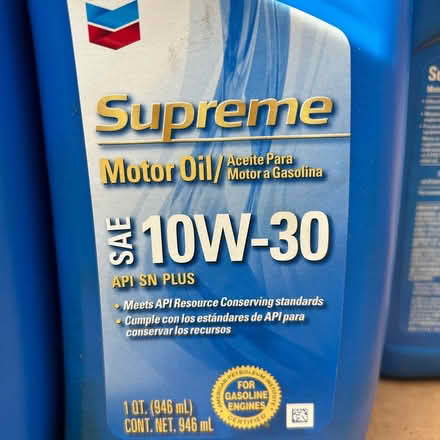 Supreme
Motor Oil/ Aceite Para
Motor a Gasolina
SAE 10W-30
API SN PLUS
• Meets API Resource Conserving standards
• Cumple con los estándares de API para
conservar los recursos
1 QT. (946 mL)
CONT. NET. 946 mL
FOR
GASOLINE
ENGINES
CERTIFIED